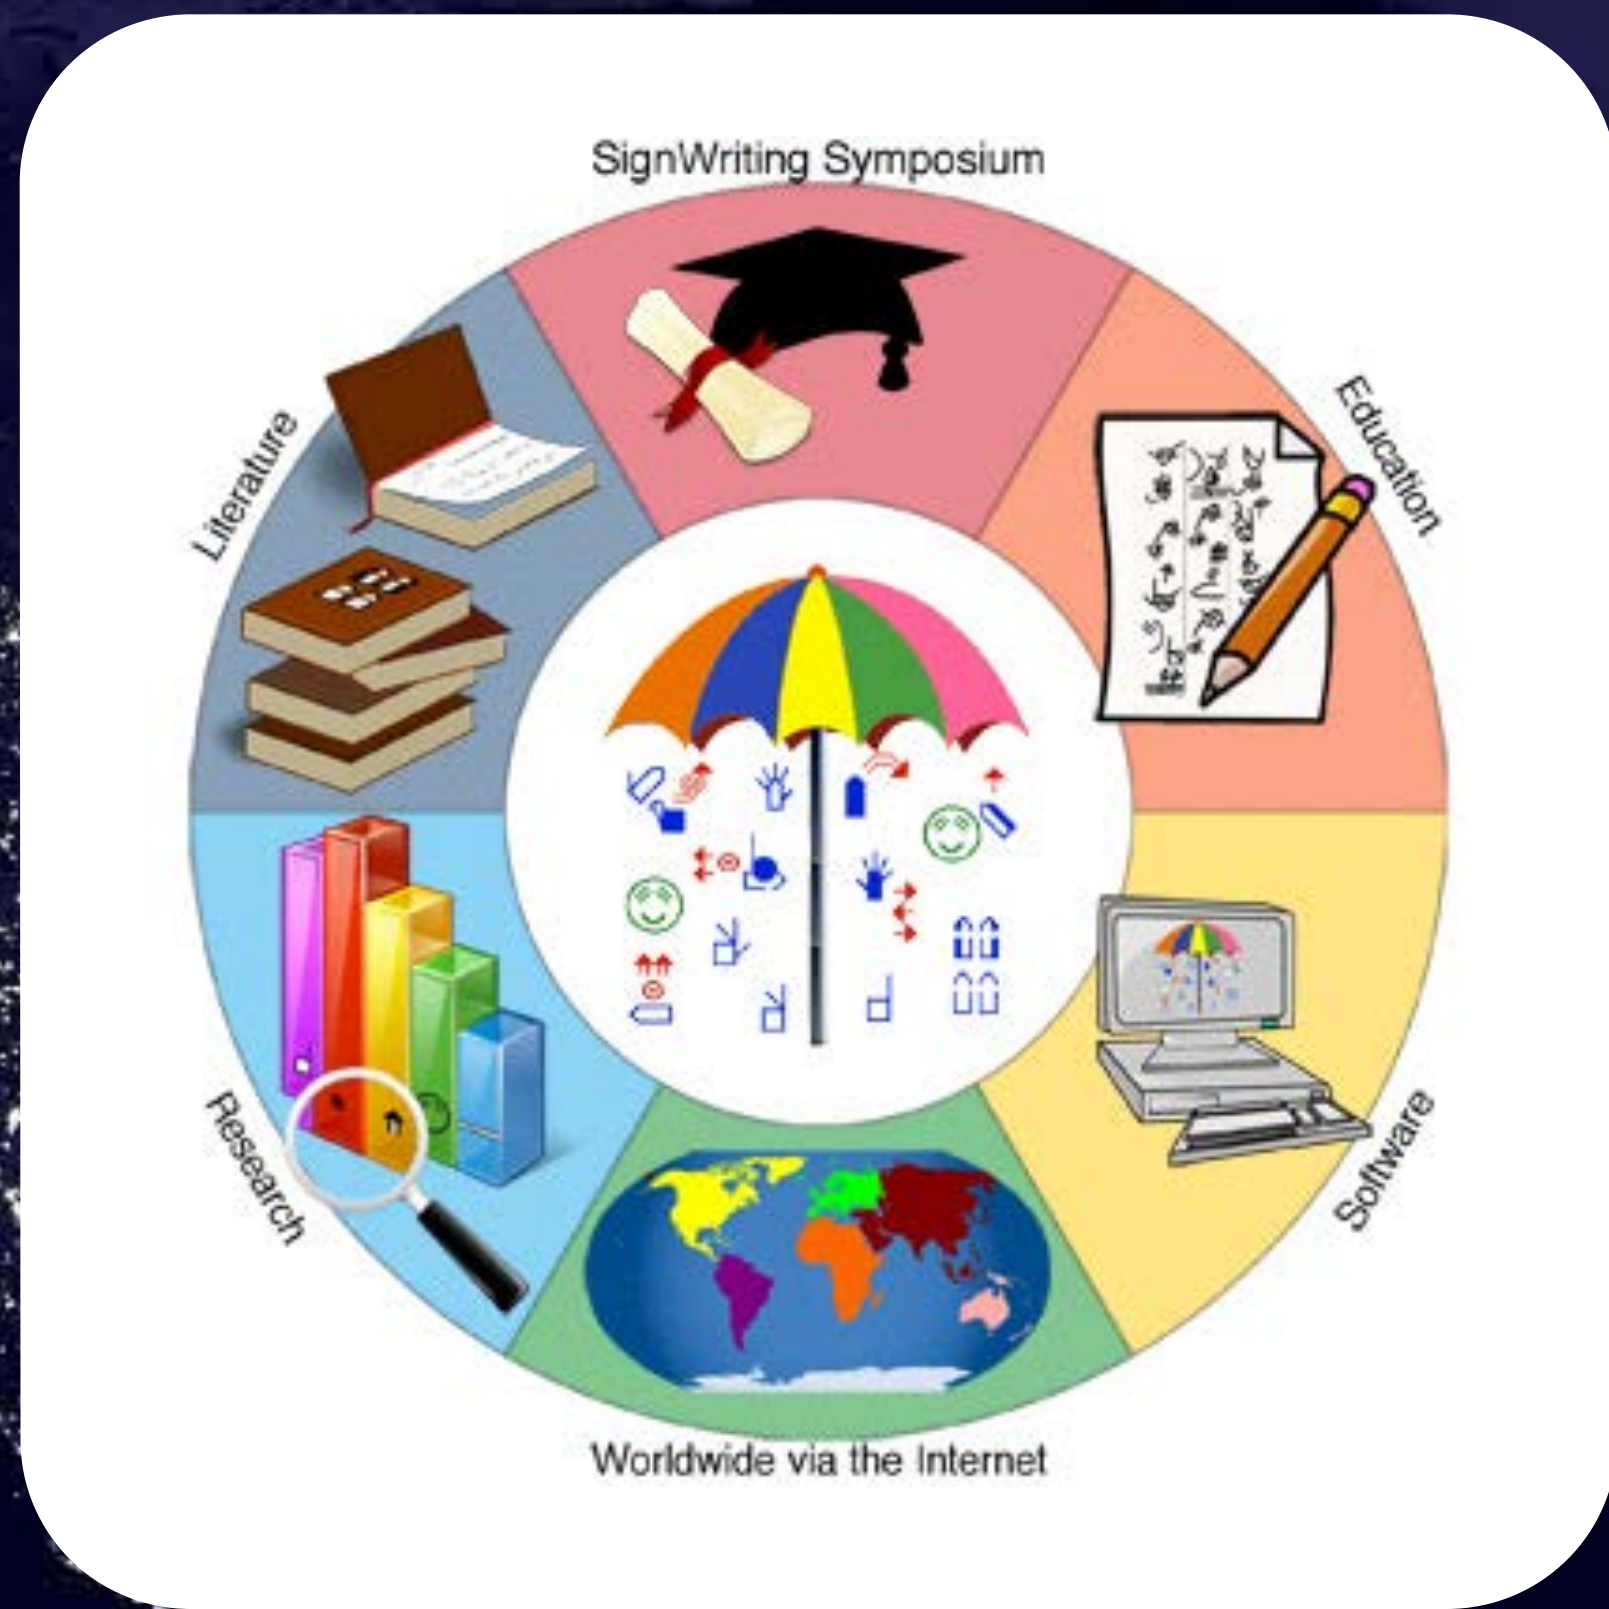 SignWriting Symposium
Education
Software
Worldwide via the Internet
Research
Literature